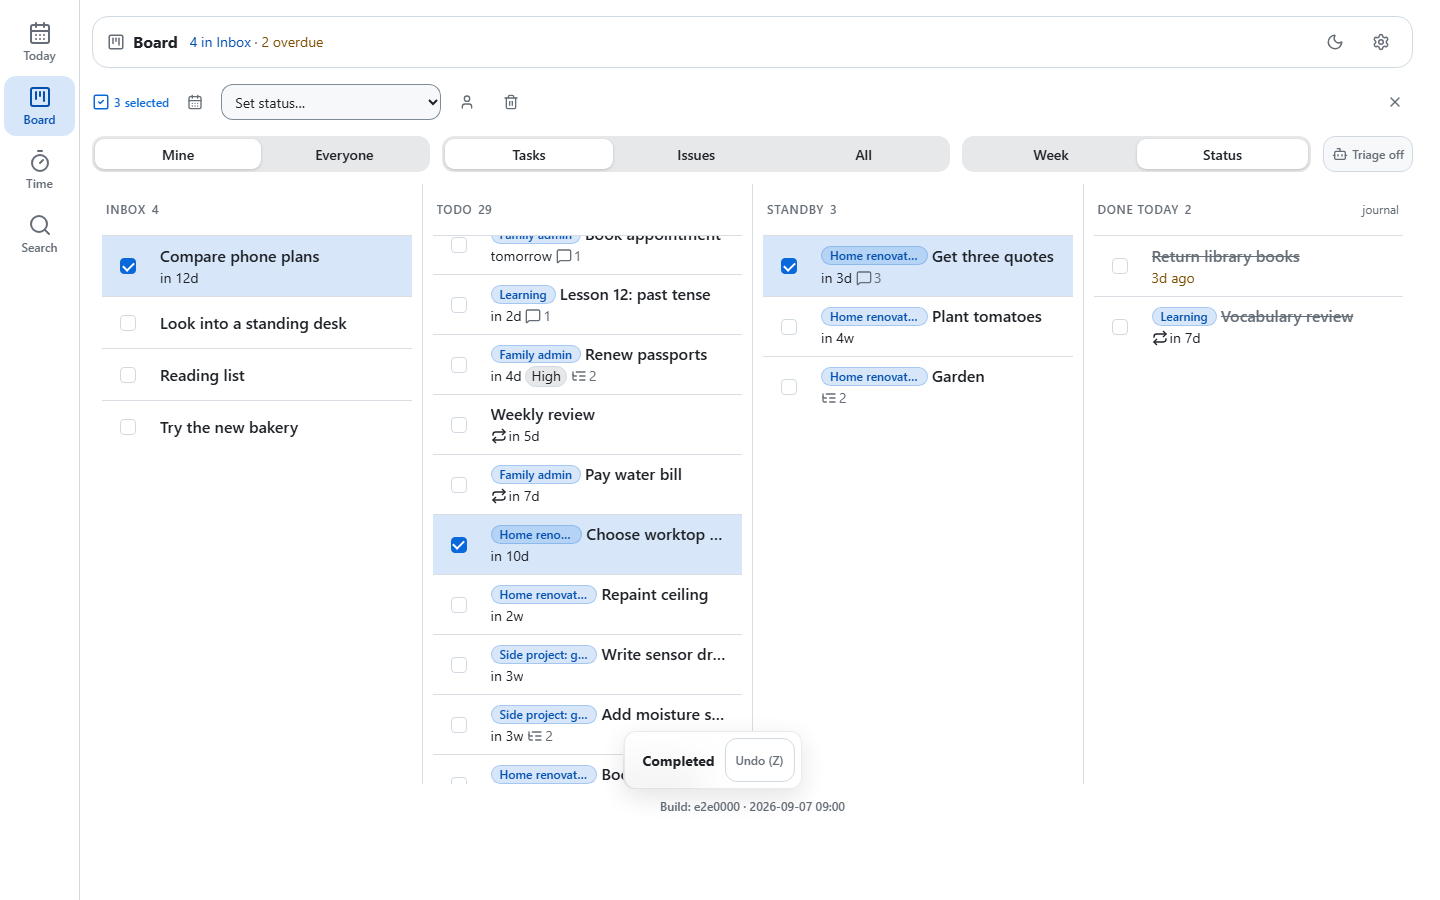 Today
Board
Time
Search
Board 4 in Inbox · 2 overdue
3 selected
Set status...
Mine Everyone
Tasks Issues All
Week Status
Triage off
INBOX 4
Compare phone plans
in 12d
Look into a standing desk
Reading list
Try the new bakery
TODO 29
Family admin Book appointment
tomorrow 1
Learning Lesson 12: past tense
in 2d 1
Family admin Renew passports
in 4d High 2
Weekly review
in 5d
Family admin Pay water bill
in 7d
Home reno... Choose worktop ...
in 10d
Home renovat... Repaint ceiling
in 2w
Side project: g... Write sensor dr...
in 3w
Side project: g... Add moisture s...
in 3w 2
Home renovat...
STANDBY 3
Home renovat... Get three quotes
in 3d 3
Home renovat... Plant tomatoes
in 4w
Home renovat... Garden
2
DONE TODAY 2 journal
Return library books
3d ago
Learning Vocabulary review
in 7d
Completed Undo (Z)
Build: e2e0000 · 2026-09-07 09:00